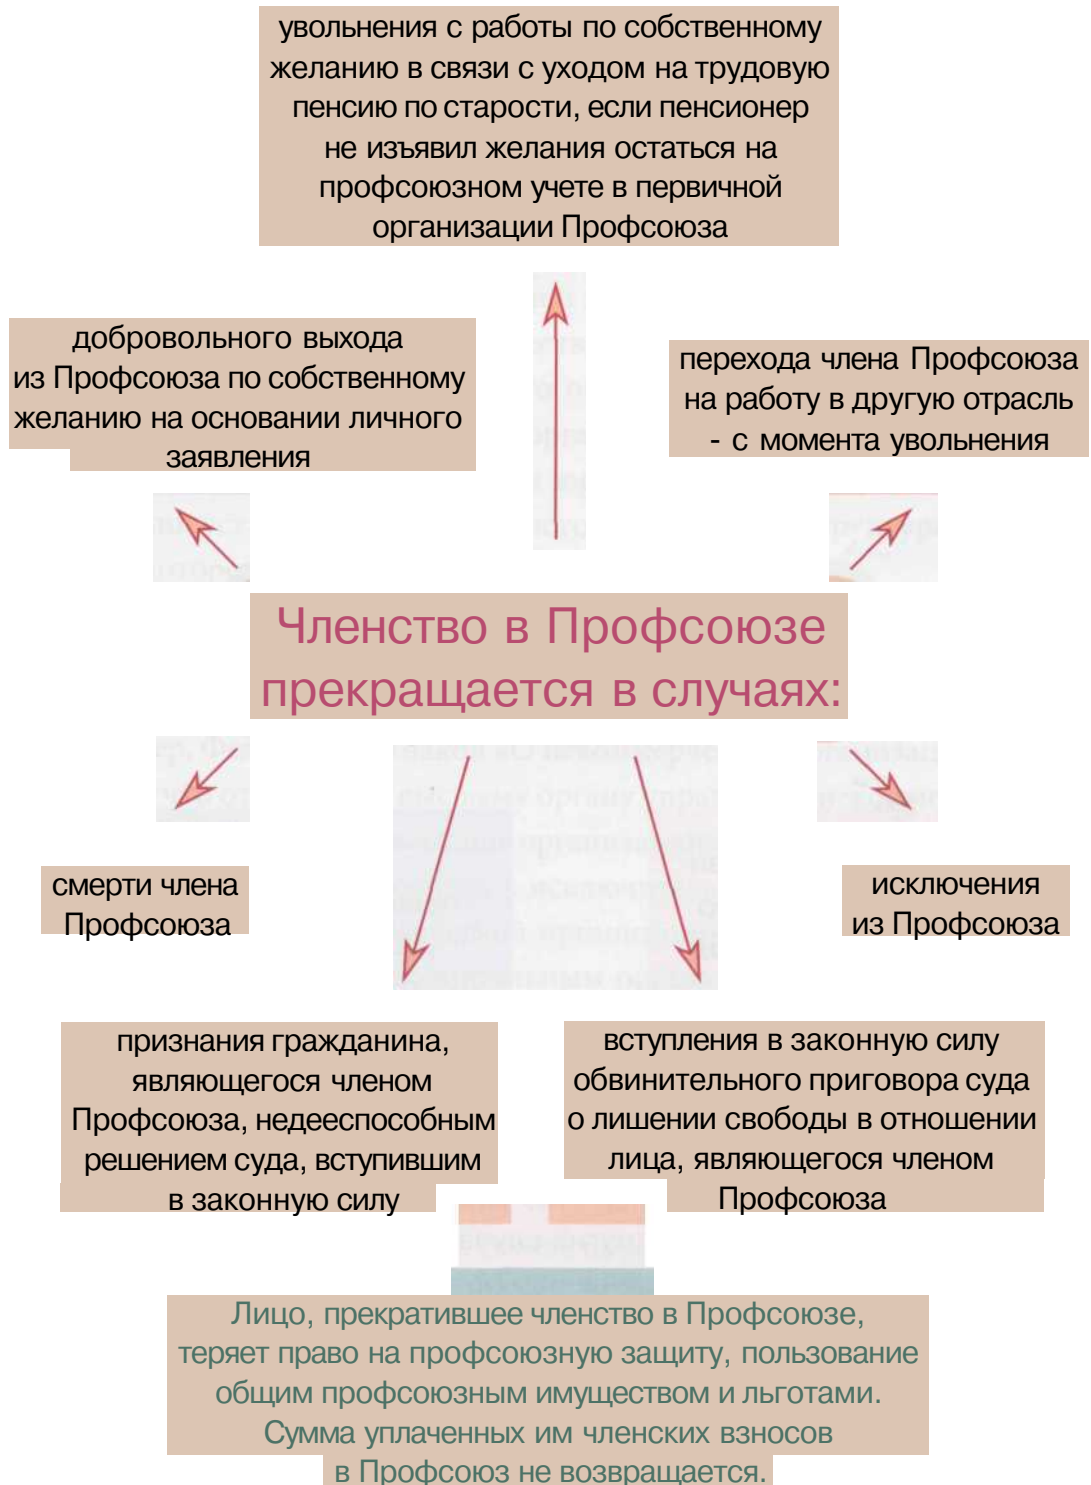 увольнения с работы по собственному
желанию в связи с уходом на трудовую
пенсию по старости, если пенсионер
не изъявил желания остаться на
профсоюзном учете в первичной
организации Профсоюза
добровольного выхода
из Профсоюза по собственному
желанию на основании личного
заявления
перехода члена Профсоюза
на работу в другую отрасль
- с момента увольнения
Членство в Профсоюзе
прекращается в случаях:
смерти члена
Профсоюза
исключения
из Профсоюза
признания гражданина,
являющегося членом
Профсоюза, недееспособным
решением суда, вступившим
в законную силу
вступления в законную силу
обвинительного приговора суда
о лишении свободы в отношении
лица, являющегося членом
Профсоюза
Лицо, прекратившее членство в Профсоюзе,
теряет право на профсоюзную защиту, пользование
общим профсоюзным имуществом и льготами.
Сумма уплаченных им членских взносов
в Профсоюз не возвращается.